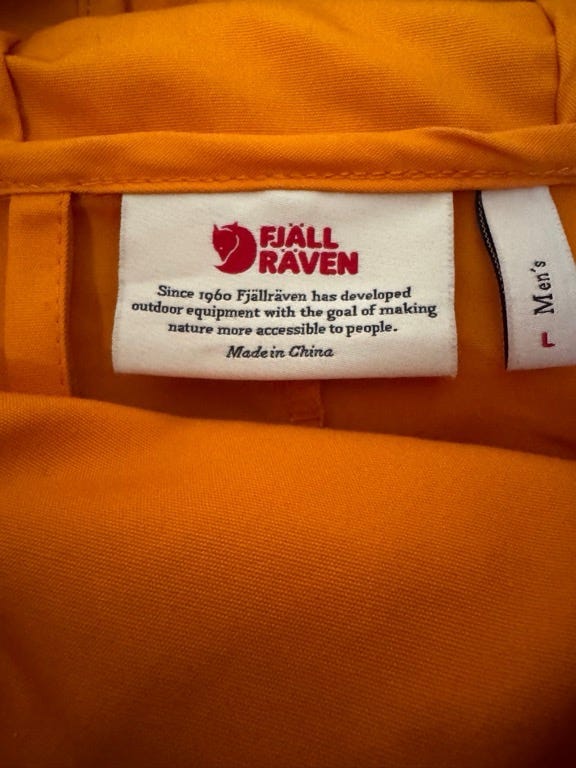 FJÄLL
RÄVEN
Since 1960 Fjällräven has developed
outdoor equipment with the goal of making
nature more accessible to people.
Made in China
Men's
L